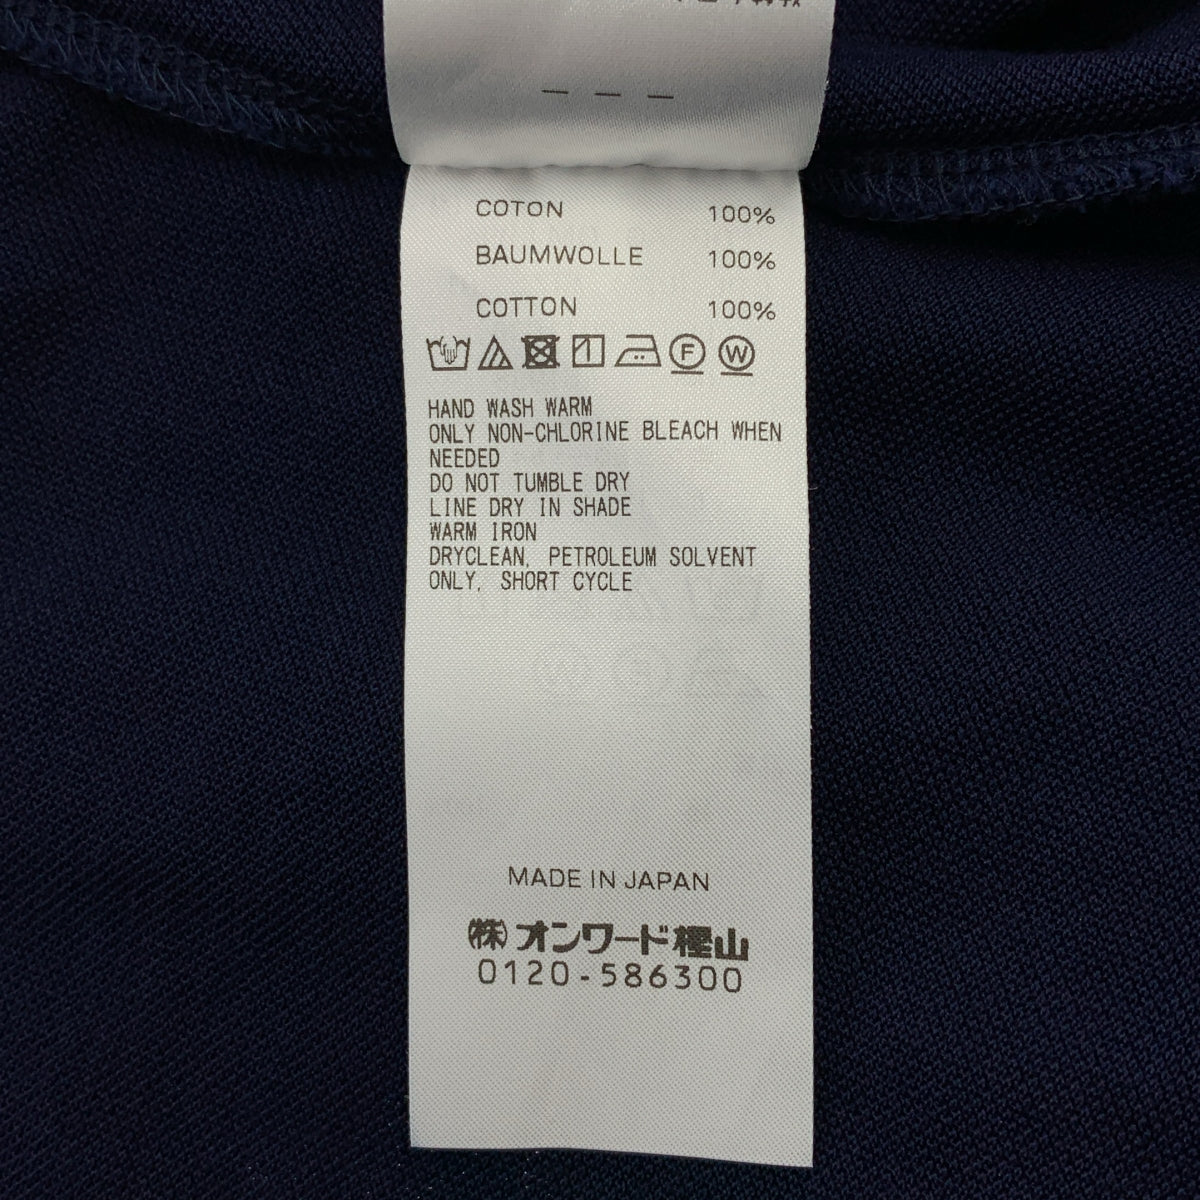 COTON 100%
BAUMWOLLE 100%
COTTON 100%
F W
HAND WASH WARM
ONLY NON-CHLORINE BLEACH WHEN
NEEDED
DO NOT TUMBLE DRY
LINE DRY IN SHADE
WARM IRON
DRYCLEAN, PETROLEUM SOLVENT
ONLY, SHORT CYCLE
MADE IN JAPAN
㈱オンワード樫山
0120-586300